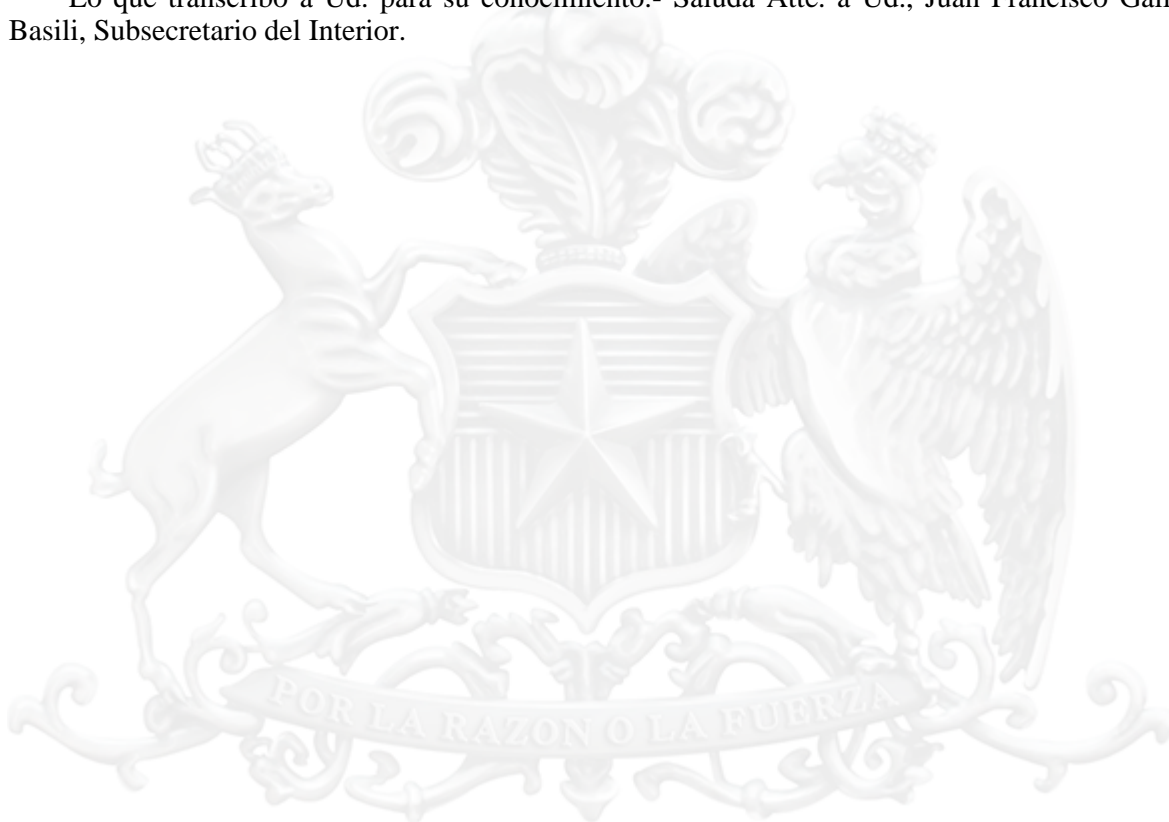 Lo que transcribo a Ud. para su conocimiento.- Saluda Atte. a Ud., Juan Francisco
Basili, Subsecretario del Interior.
POR LA RAZON O LA FUERZA